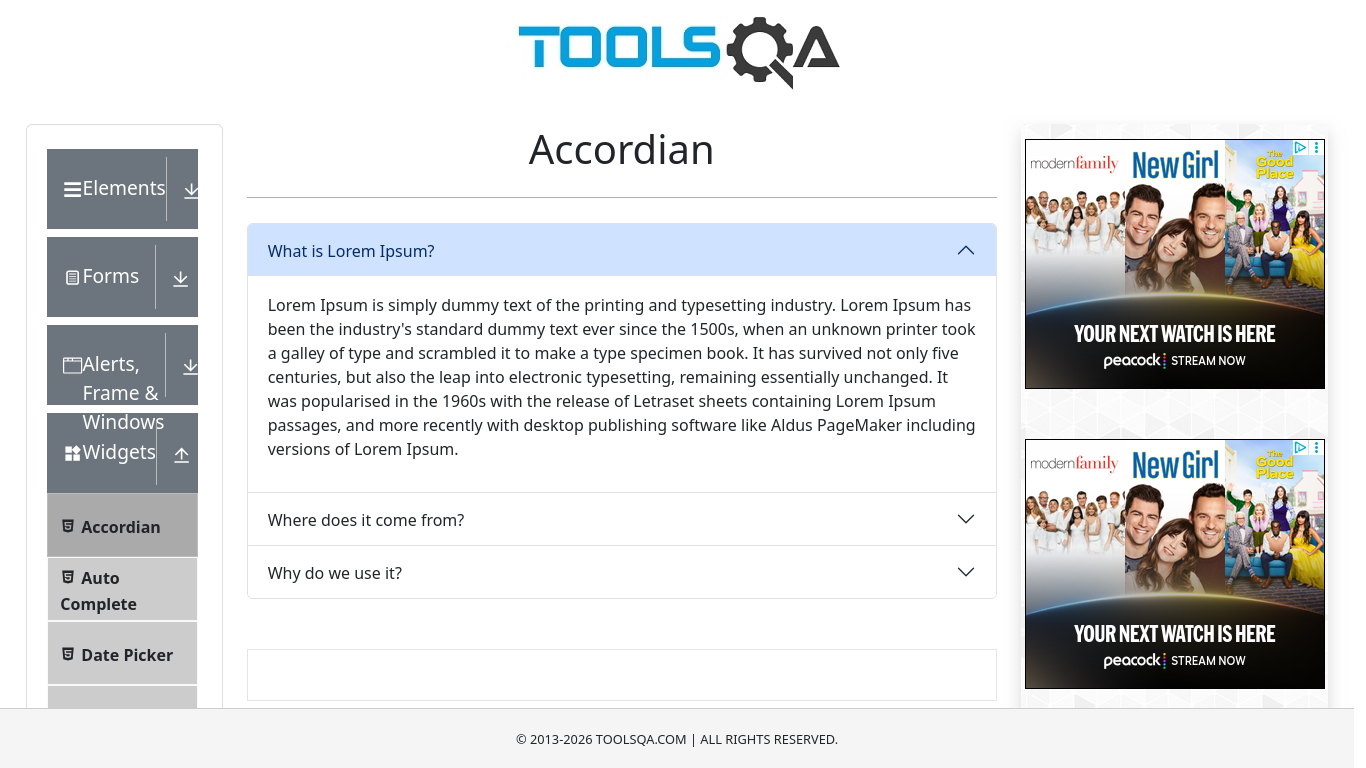 TOOLSQA
Elements
Forms
Alerts,
Frame &
Windows
Widgets
Accordian
Auto
Complete
Date Picker
Accordian
What is Lorem Ipsum?
Lorem Ipsum is simply dummy text of the printing and typesetting industry. Lorem Ipsum has
been the industry's standard dummy text ever since the 1500s, when an unknown printer took
a galley of type and scrambled it to make a type specimen book. It has survived not only five
centuries, but also the leap into electronic typesetting, remaining essentially unchanged. It
was popularised in the 1960s with the release of Letraset sheets containing Lorem Ipsum
passages, and more recently with desktop publishing software like Aldus PageMaker including
versions of Lorem Ipsum.
Where does it come from?
Why do we use it?
modernfamily
New Girl
The
Good
Place
YOUR NEXT WATCH IS HERE
peacock STREAM NOW
modernfamily
New Girl
The
Good
Place
YOUR NEXT WATCH IS HERE
peacock STREAM NOW
© 2013-2026 TOOLSQA.COM | ALL RIGHTS RESERVED.